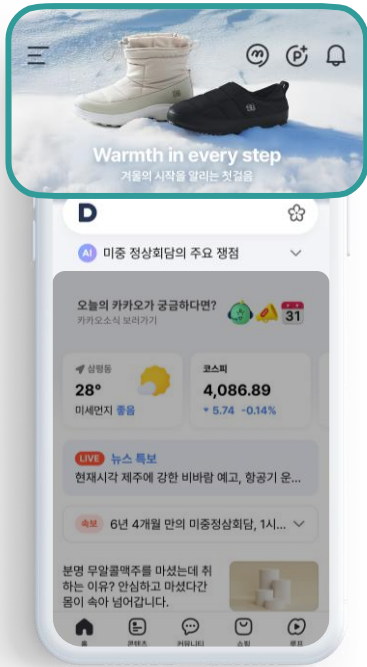 Warmth in every step
겨울의 시작을 알리는 첫걸음
D
AI 미중 정상회담의 주요 쟁점
오늘의 카카오가 궁금하다면?
카카오소식 보러가기
31
삼평동
28°
미세먼지 좋음
코스피
4,086.89
▼ 5.74 -0.14%
LIVE 뉴스 특보
현재시각 제주에 강한 비바람 예고, 항공기 운...
속보 6년 4개월 만의 미중정삼회담, 1시...
분명 무알콜맥주를 마셨는데 취
하는 이유? 안심하고 마셨다간
몸이 속아 넘어갑니다.
홈 콘텐츠 커뮤니티 쇼핑 루프